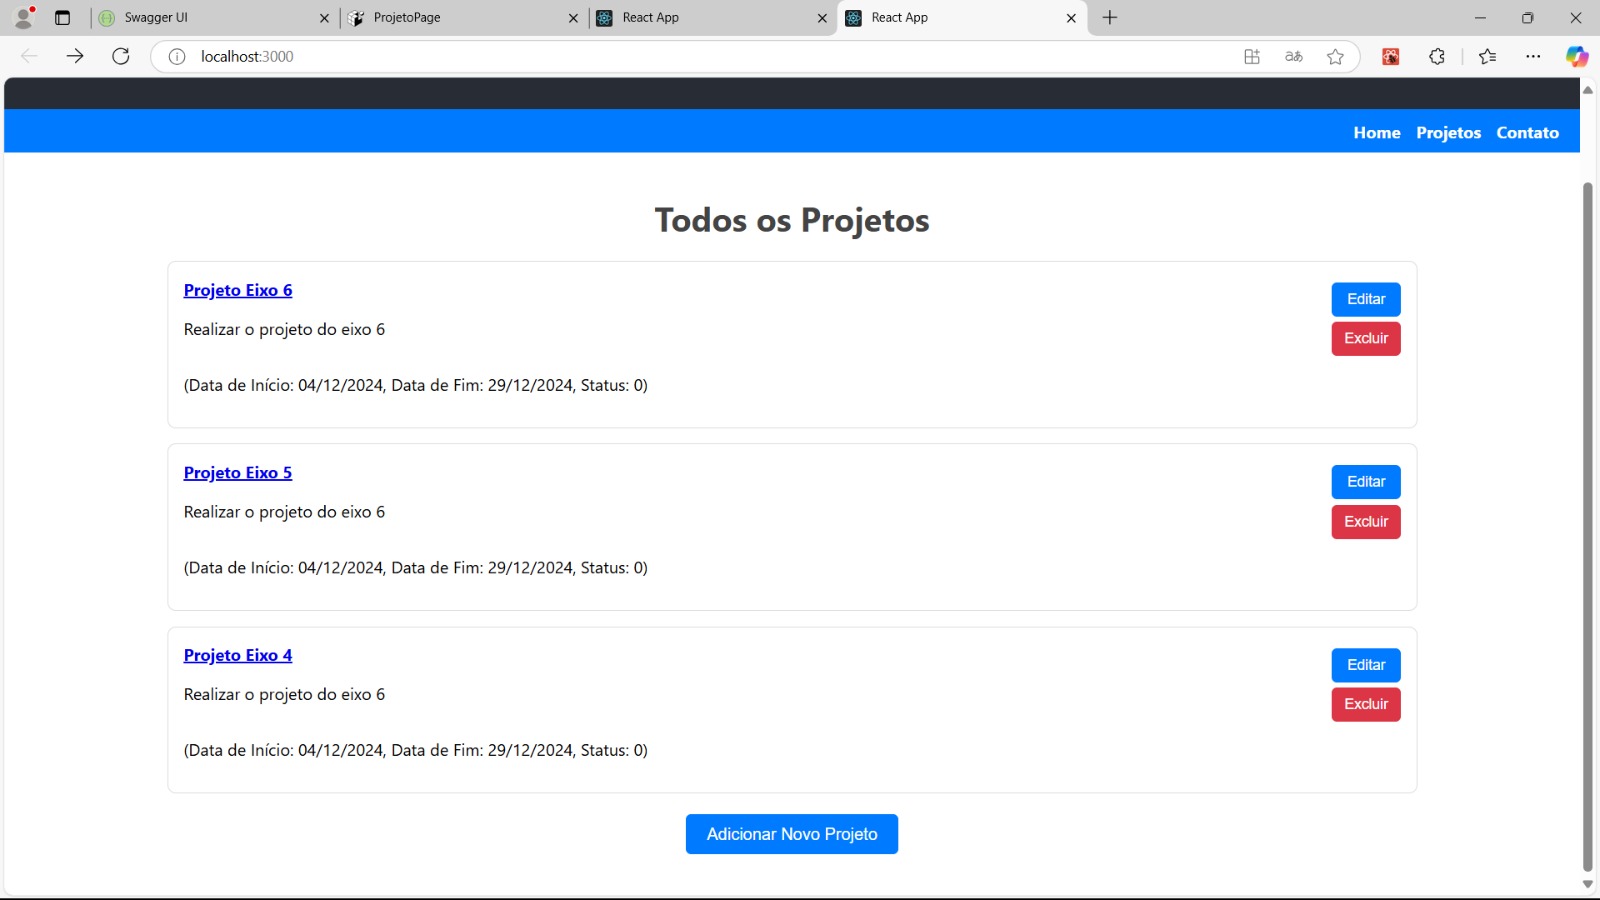 Swagger UI
ProjetoPage
React App
React App
localhost:3000
Home Projetos Contato
Todos os Projetos
Projeto Eixo 6
Editar
Realizar o projeto do eixo 6
Excluir
(Data de Início: 04/12/2024, Data de Fim: 29/12/2024, Status: 0)
Projeto Eixo 5
Editar
Realizar o projeto do eixo 6
Excluir
(Data de Início: 04/12/2024, Data de Fim: 29/12/2024, Status: 0)
Projeto Eixo 4
Editar
Realizar o projeto do eixo 6
Excluir
(Data de Início: 04/12/2024, Data de Fim: 29/12/2024, Status: 0)
Adicionar Novo Projeto